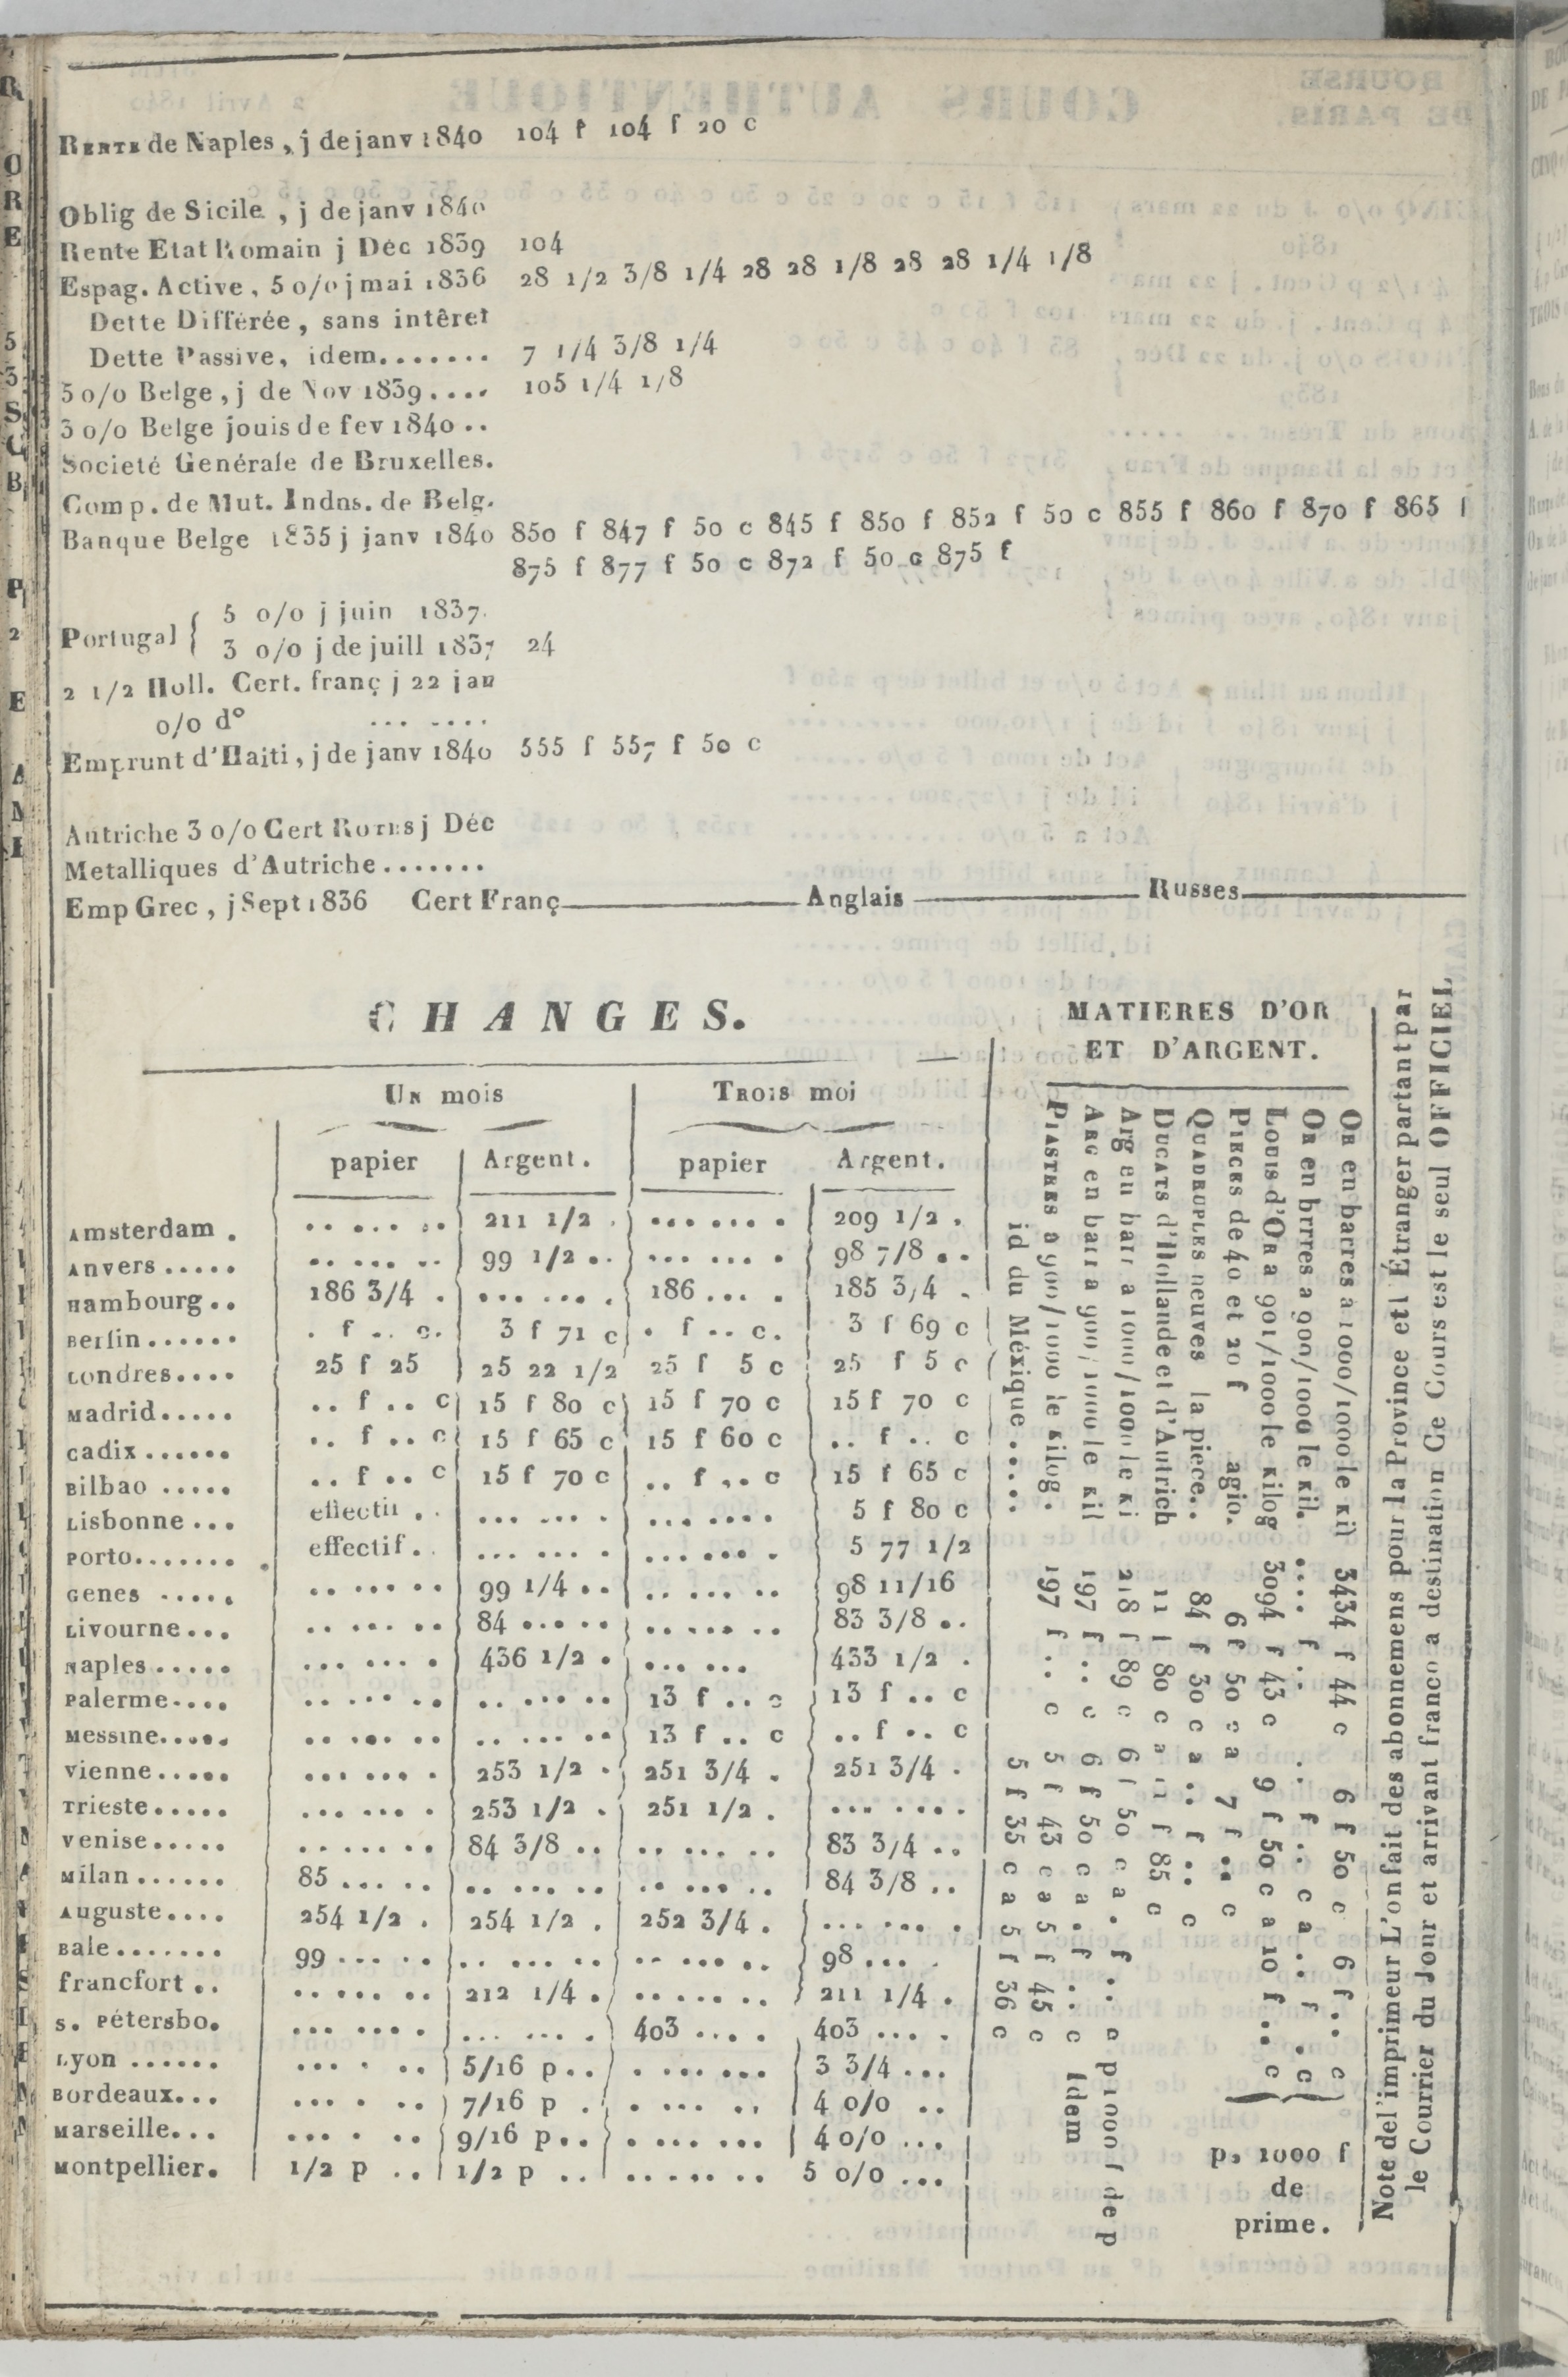 RENTE de Naples, j de janv 1840 104 f 104 f 20 c
Oblig de Sicile, j de janv 1840
Rente Etat Romain j Déc 1839 104
Espag. Active, 5 o/o j mai 1836 28 1/2 3/8 1/4 28 28 1/8 28 28 1/4 1/8
Dette Différée, sans intêret
Dette Passive, idem....... 7 1/4 3/8 1/4
5 o/o Belge, j de Nov 1839.... 105 1/4 1/8
3 o/o Belge jouis de fev 1840..
Societé Genérale de Bruxelles.
Comp. de Mut. Indns. de Belg.
Banque Belge 1835 j janv 1840 850 f 847 f 50 c 845 f 850 f 852 f 50 c 855 f 860 f 870 f 865 f
875 f 877 f 50 c 872 f 50 c 875 f
Portugal { 5 o/o j juin 1837.
3 o/o j de juill 1837 24
2 1/2 Holl. Cert. franç j 22 jan
o/o d° ... ....
Emprunt d'Haiti, j de janv 1840 555 f 557 f 50 c
Autriche 3 o/o Cert Roths j Déc
Metalliques d'Autriche.......
Emp Grec, j Sept 1836 Cert Franç — Anglais — Russes —
CHANGES.
UN mois TROIS moi
papier Argent. papier Argent.
Amsterdam . .. ... .. 211 1/2 . ... ... . 209 1/2 .
Anvers ..... .. ... .. 99 1/2 .. ... ... . 98 7/8 ..
Hambourg .. 186 3/4 . ... ... . 186 ... . 185 3/4 .
Berlin ...... . f .. c. 3 f 71 c . f .. c. 3 f 69 c
Londres.... 25 f 25 25 22 1/2 25 f 5 c 25 f 5 c
Madrid..... .. f .. c 15 f 80 c 15 f 70 c 15 f 70 c
Cadix ...... .. f .. c 15 f 65 c 15 f 60 c .. f .. c
Bilbao ..... .. f .. c 15 f 70 c .. f .. c 15 f 65 c
Lisbonne ... effectif .. ... ... . ... .... 5 f 80 c
Porto....... effectif.. ... ... . ... ... . 5 77 1/2
Genes ..... .. ... .. 99 1/4 .. .. ... .. 98 11/16
Livourne... .. ... .. 84 ... .. .. ... .. 83 3/8 ..
Naples ..... ... ... . 436 1/2 . ... ... 433 1/2 .
Palerme.... .. ... .. .. ... .. 13 f .. c 13 f .. c
Messine..... .. ... .. .. ... .. 13 f .. c .. f .. c
Vienne ..... ... ... . 253 1/2 . 251 3/4 . 251 3/4 .
Trieste ..... ... ... . 253 1/2 . 251 1/2 . ... ....
Venise ..... .. ... .. 84 3/8 .. .. ... .. 83 3/4 ..
Milan ...... 85 ... .. .. ... .. .. ... .. 84 3/8 ..
Auguste.... 254 1/2 . 254 1/2 . 252 3/4 . ... ... .
Bale ....... 99 ... .. .. ... .. .. ... .. 98 ... .
Francfort .. .. ... .. 212 1/4 . .. ... .. 211 1/4 .
S. Pétersbo. ... .... ... ... . 403 .... 403 ... .
Lyon ...... ... . .. 5/16 p .. . ... ... 3 3/4 ...
Bordeaux... ... . .. 7/16 p . . ... .. 4 o/o ..
Marseille... ... . .. 9/16 p .. . ... ... 4 o/o ...
Montpellier. 1/2 p .. 1/2 p .. .. ... .. 5 o/o ...
MATIERES D'OR
ET D'ARGENT.
OR en barres a 1000/1000 le Kil 3434 f 44 c 6 f 50 c 6 f .. c
OR en brrres a 900/1000 le Kil. .... f .. .. f .. c a .. f .. c
LOUIS d'OR a 901/1000 le Kilog 3094 f 43 c 9 f 50 c a 10 f .. c
p. 1000 f
de
prime.
PIECES de 40 et 20 f agio. 6 f 50 c a 7 f .. c
QUADRUPLES neuves la piece.. 84 f 30 c a .. f .. c
DUCATS d'Hollande et d'Autrich 11 f 80 c a 11 f 85 c
Arg en barr a 1000/1000 le Ki 218 f 89 c 6 f 50 c a . f .. c p 1000 f de p
ARG en barr a 900/1000 le Kil 197 f .. c 6 f 50 c a . f .. c Idem
PIASTRES a 900/1000 le Kilog. 197 f .. c 5 f 43 c a 5 f 45 c
id du Méxique ..... 5 f 35 c a 5 f 36 c
Note de l'imprimeur L'on fait des abonnemens pour la Province et l Étranger partant par
le Courrier du Jour et arrivant franco a destination Ce Cours est le seul OFFICIEL